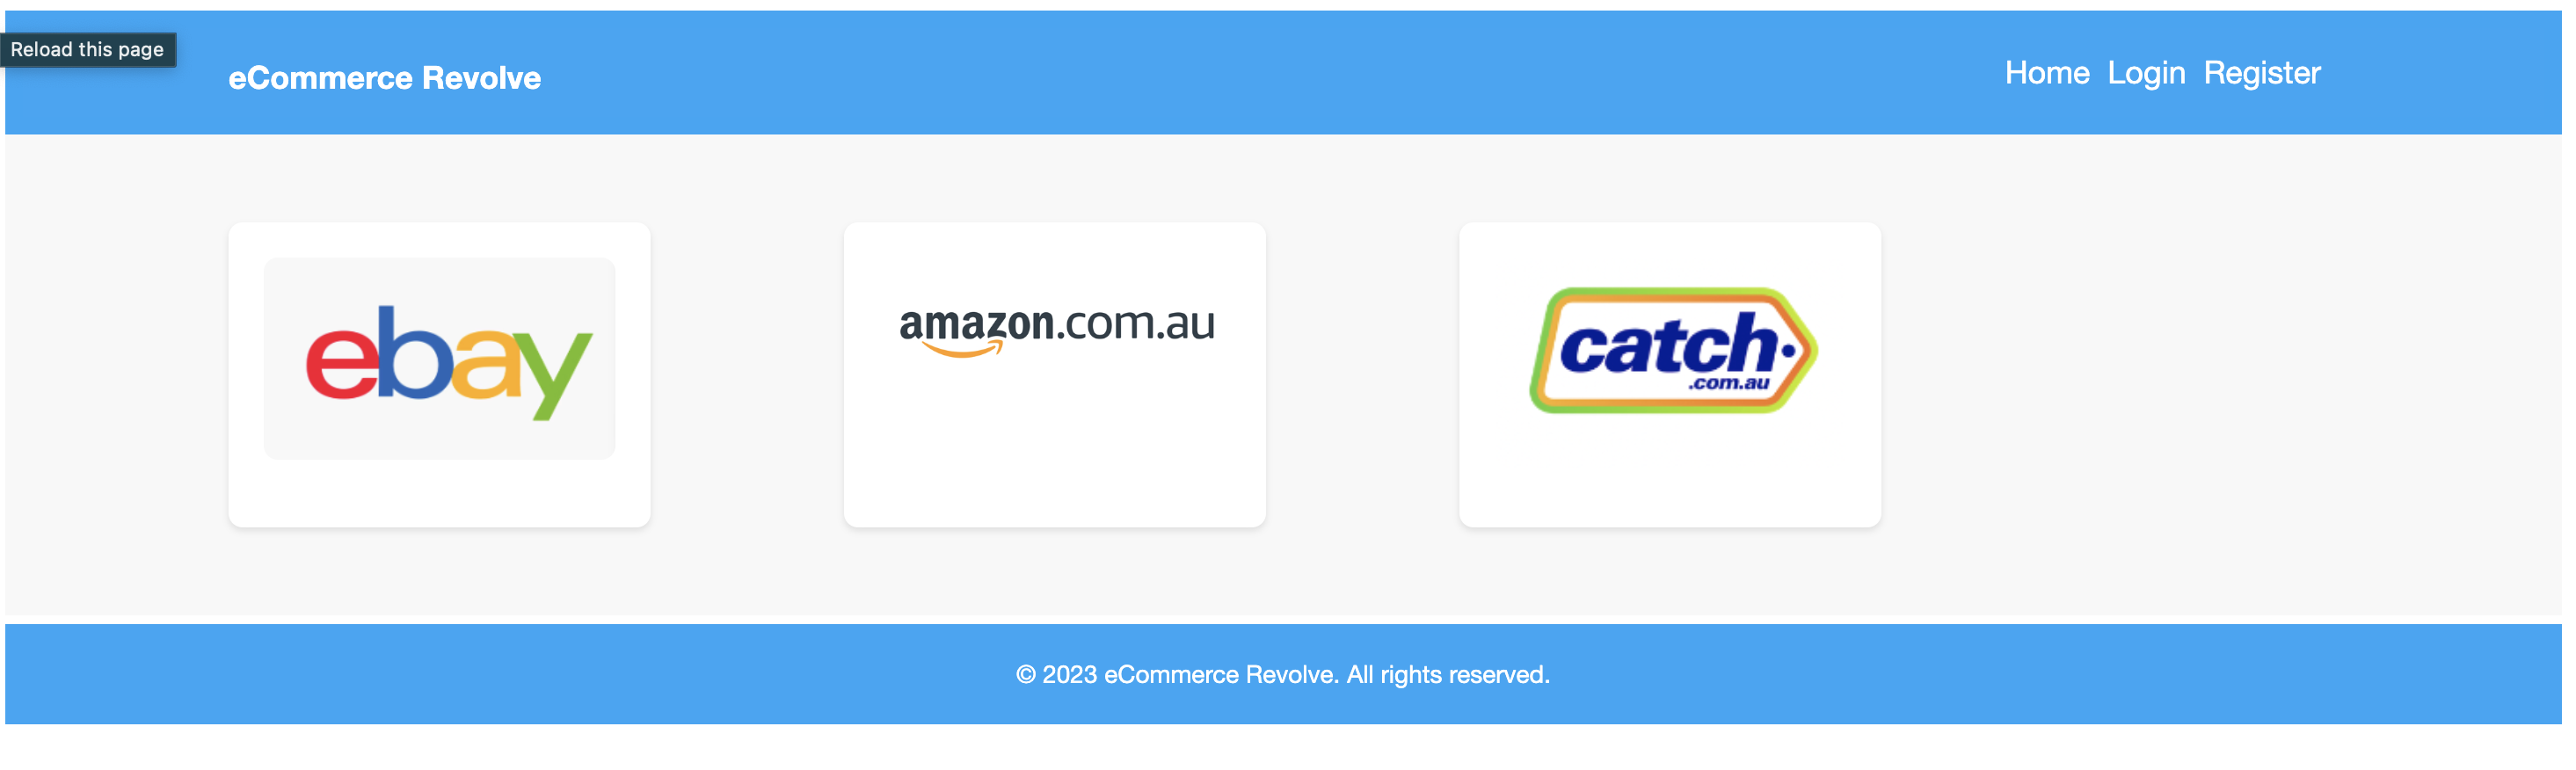 Reload this page
eCommerce Revolve
Home Login Register
ebay
amazon.com.au
catch
.com.au
© 2023 eCommerce Revolve. All rights reserved.